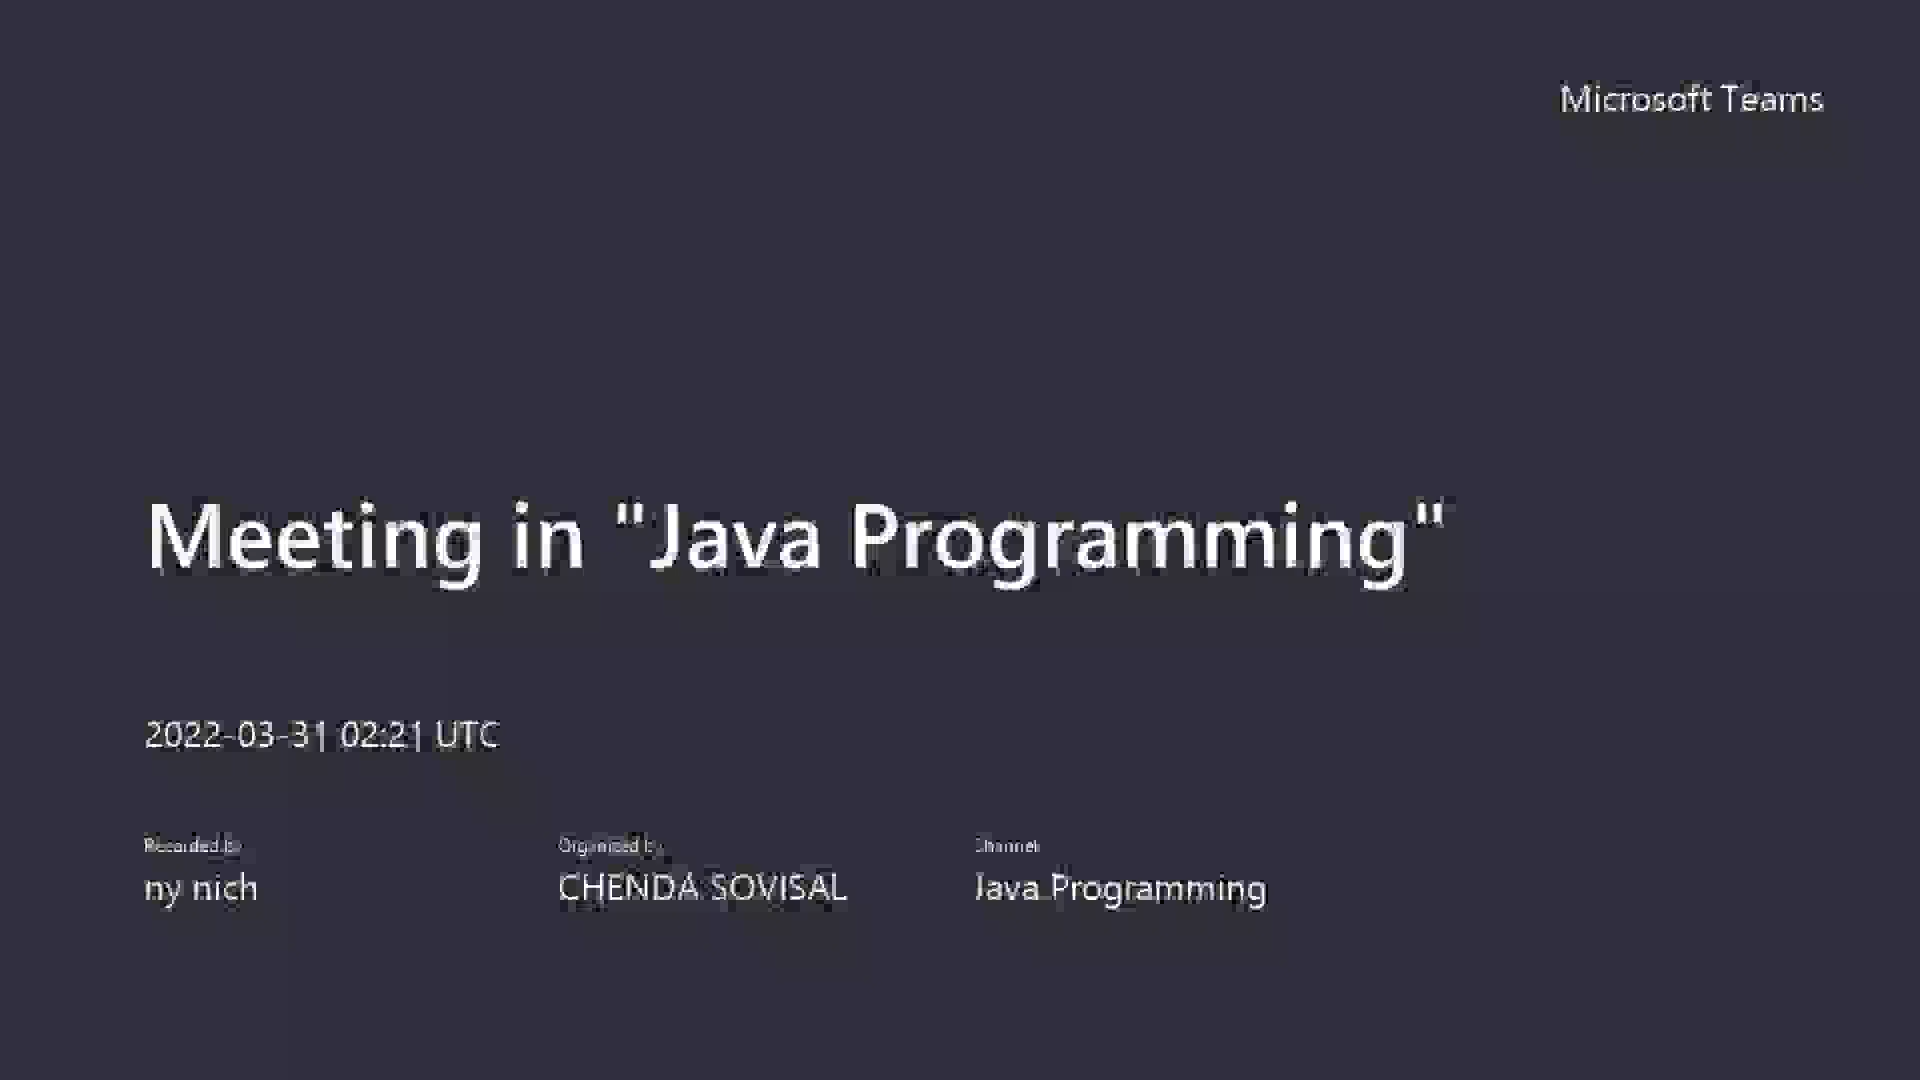 Microsoft Teams
Meeting in "Java Programming"
2022-03-31 02:21 UTC
Recorded by
ny nich
Organized by
CHENDA SOVISAL
Channel
Java Programming